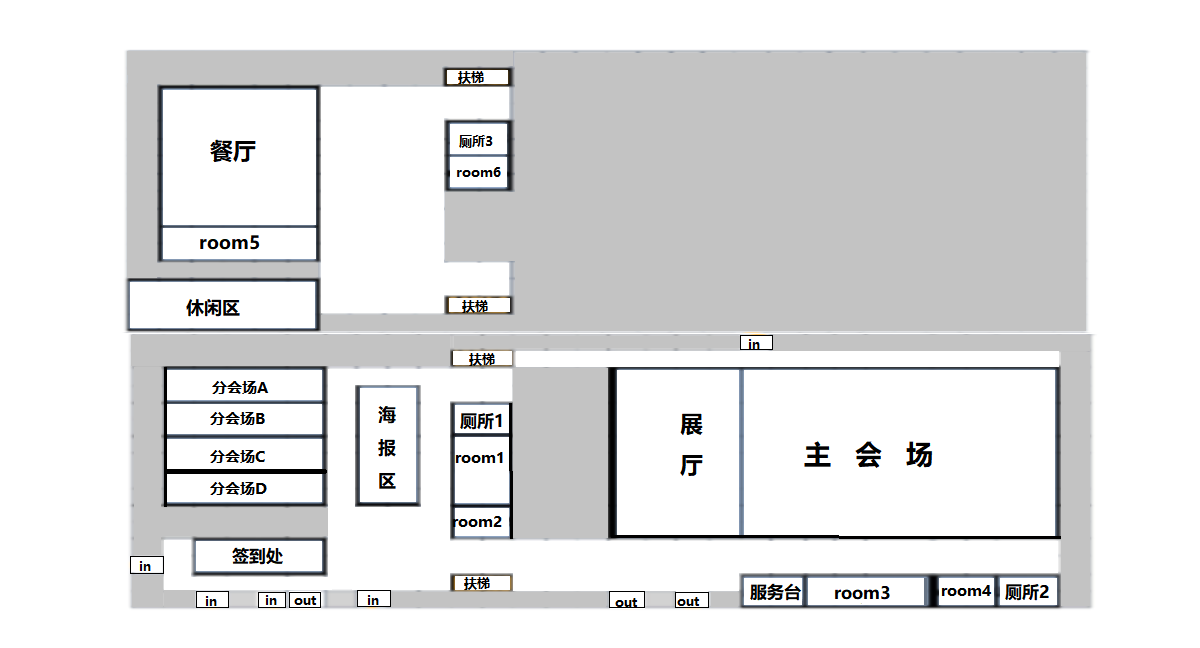 扶梯
餐厅
厕所3
room6
room5
休闲区
扶梯
in
扶梯
分会场A
分会场B
分会场C
分会场D
海报区
厕所1
room1
room2
展厅
主会场
签到处
in
扶梯
in
in
out
in
out
out
服务台
room3
room4
厕所2